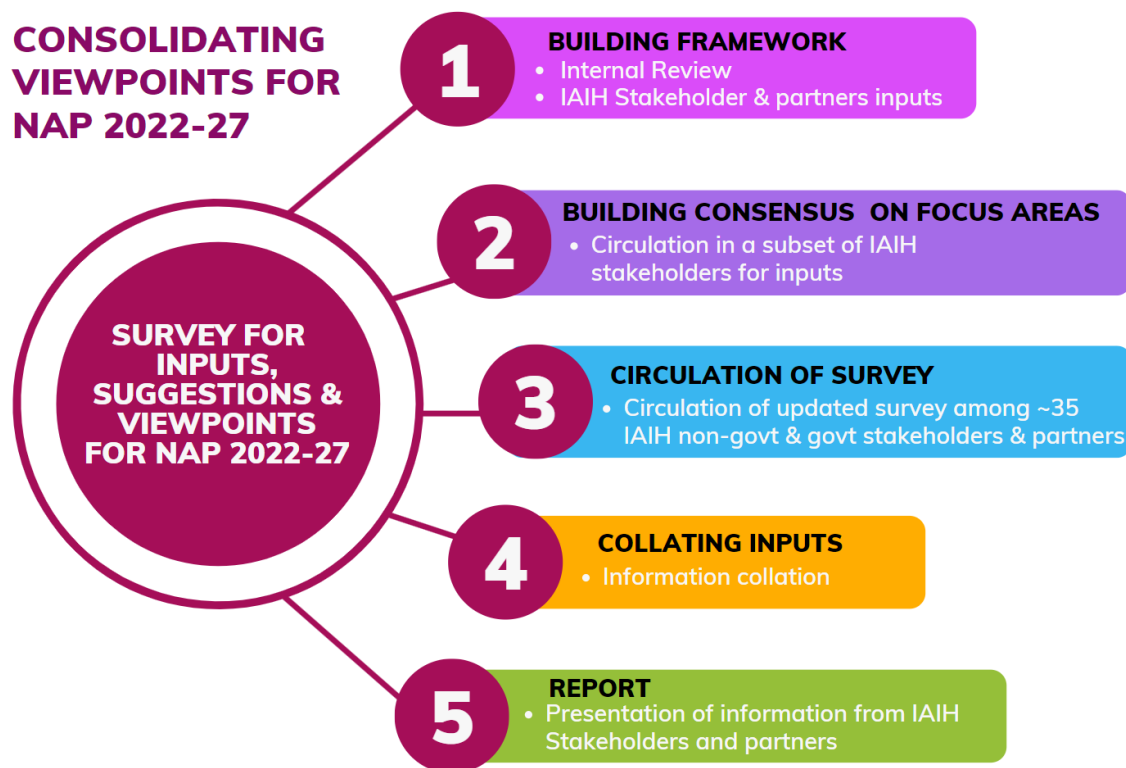 CONSOLIDATING
VIEWPOINTS FOR
NAP 2022-27
SURVEY FOR
INPUTS,
SUGGESTIONS &
VIEWPOINTS
FOR NAP 2022-27
1
BUILDING FRAMEWORK
• Internal Review
• IAIH Stakeholder & partners inputs
2
BUILDING CONSENSUS ON FOCUS AREAS
• Circulation in a subset of IAIH
stakeholders for inputs
3
CIRCULATION OF SURVEY
• Circulation of updated survey among ~35
IAIH non-govt & govt stakeholders & partners
4
COLLATING INPUTS
• Information collation
5
REPORT
• Presentation of information from IAIH
Stakeholders and partners